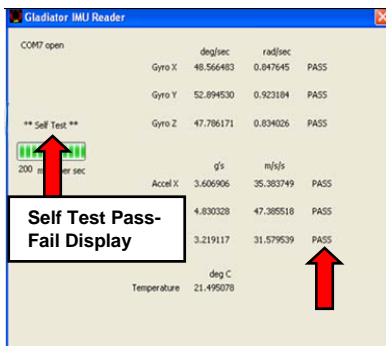 Gladiator IMU Reader
COM7 open
deg/sec rad/sec
Gyro X 48.566483 0.847645 PASS
Gyro Y 52.894530 0.923184 PASS
** Self Test ** Gyro Z 47.786171 0.834026 PASS
200 per sec
g's m/s/s
Accel X 3.606906 35.383749 PASS
4.830328 47.385518 PASS
3.219117 31.579539 PASS
Self Test Pass-
Fail Display
deg C
Temperature 21.495078